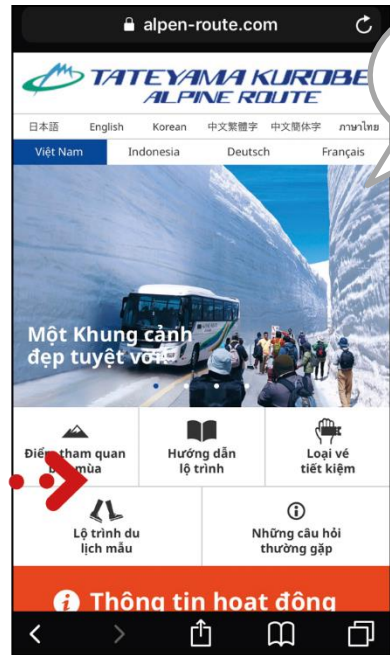 alpen-route.com
TATEYAMA KUROBE
ALPINE ROUTE
日本語 English Korean 中文繁體字 中文簡体字 ภาษาไทย
Việt Nam Indonesia Deutsch Français
Một Khung cảnh
đẹp tuyệt vời!
Điểm tham quan
mùa
Hướng dẫn
lộ trình
Loại vé
tiết kiệm
Lộ trình du
lịch mẫu
Những câu hỏi
thường gặp
Thông tin hoạt động